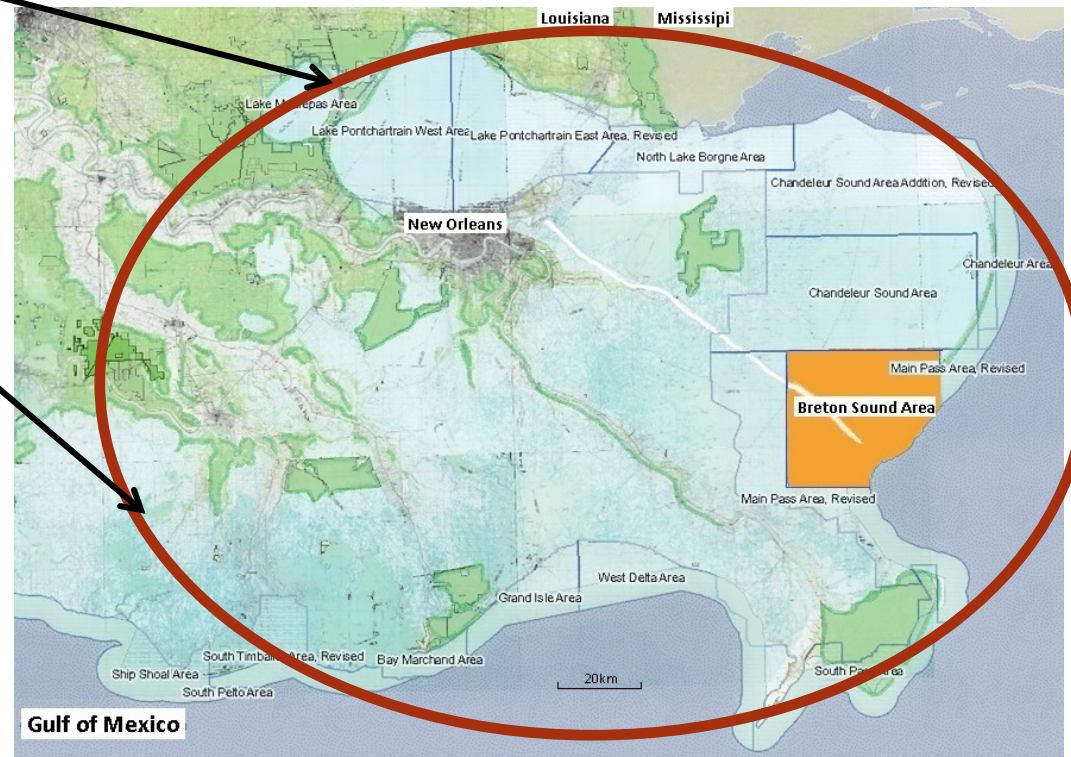 Louisiana
Mississipi
Lake Maurepas Area
Lake Pontchartrain West Area
Lake Pontchartrain East Area, Revised
North Lake Borgne Area
Chandeleur Sound Area Addition, Revised
New Orleans
Chandeleur Area
Chandeleur Sound Area
Main Pass Area, Revised
Breton Sound Area
Main Pass Area, Revised
West Delta Area
Grand Isle Area
South Timbalier Area, Revised
Bay Marchand Area
Ship Shoal Area
South Pass Area
20km
South Pelto Area
Gulf of Mexico